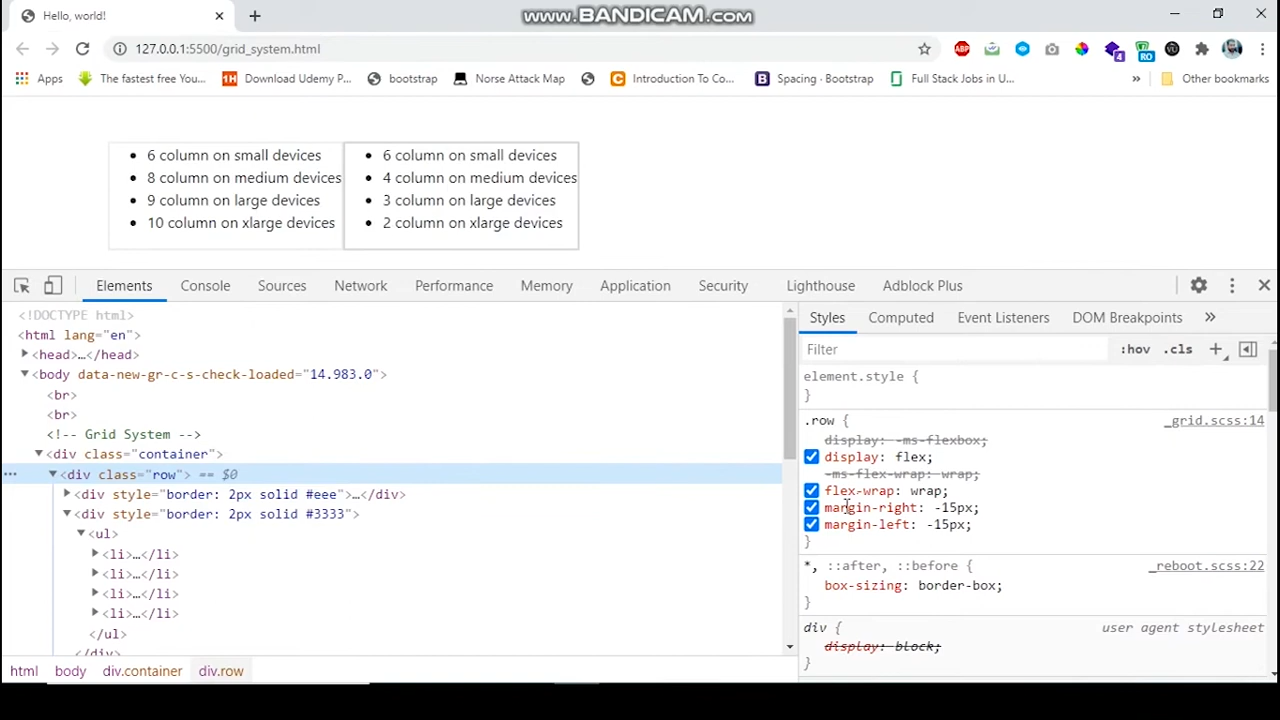 Hello, world!
www.BANDICAM.com
127.0.0.1:5500/grid_system.html
ABP
4
RO
Apps
The fastest free You...
1H Download Udemy P...
bootstrap
Norse Attack Map
C Introduction To Co...
B Spacing · Bootstrap
Full Stack Jobs in U...
»
Other bookmarks
• 6 column on small devices
• 8 column on medium devices
• 9 column on large devices
• 10 column on xlarge devices
• 6 column on small devices
• 4 column on medium devices
• 3 column on large devices
• 2 column on xlarge devices
Elements
Console
Sources
Network
Performance
Memory
Application
Security
Lighthouse
Adblock Plus
<!DOCTYPE html>
<html lang="en">
<head>…</head>
<body data-new-gr-c-s-check-loaded="14.983.0">
<br>
<br>
<!-- Grid System -->
<div class="container">
<div class="row"> == $0
<div style="border: 2px solid #eee">…</div>
<div style="border: 2px solid #3333">
<ul>
<li>…</li>
<li>…</li>
<li>…</li>
<li>…</li>
</ul>
</div>
html body div.container div.row
Styles
Computed
Event Listeners
DOM Breakpoints
»
Filter
:hov .cls +
element.style {
}
.row {
_grid.scss:14
display: -ms-flexbox;
display: flex;
-ms-flex-wrap: wrap;
flex-wrap: wrap;
margin-right: -15px;
margin-left: -15px;
}
*, ::after, ::before {
_reboot.scss:22
box-sizing: border-box;
}
div {
user agent stylesheet
display: block;
}